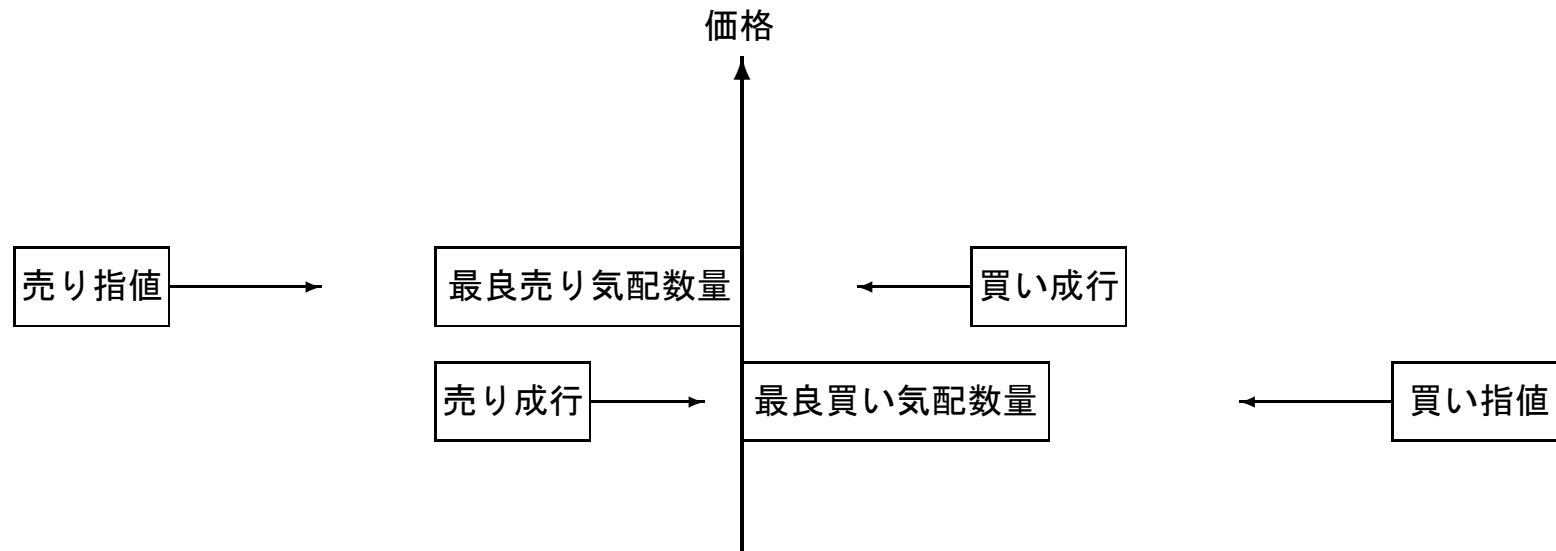 価格
売り指値
最良売り気配数量
買い成行
売り成行
最良買い気配数量
買い指値